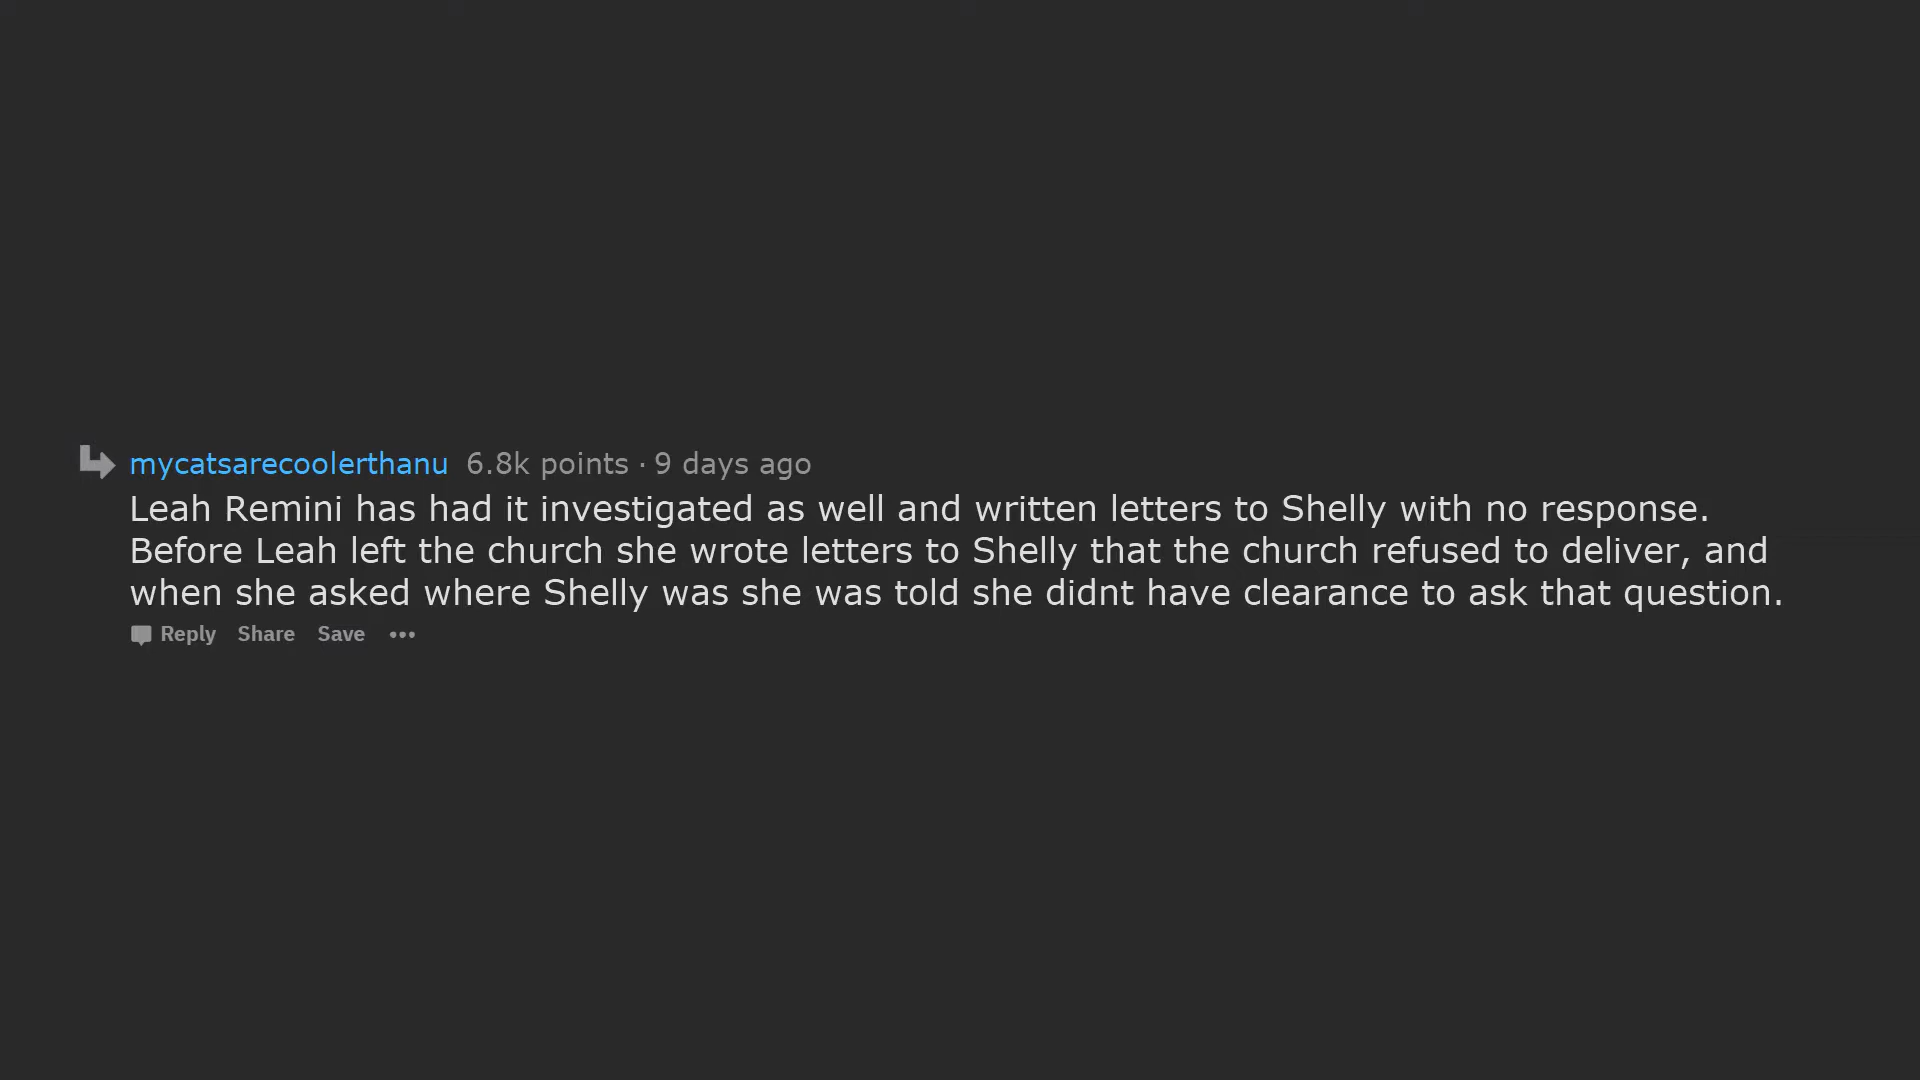 mycatsarecoolerthanu 6.8k points · 9 days ago
Leah Remini has had it investigated as well and written letters to Shelly with no response.
Before Leah left the church she wrote letters to Shelly that the church refused to deliver, and
when she asked where Shelly was she was told she didnt have clearance to ask that question.
Reply Share Save •••